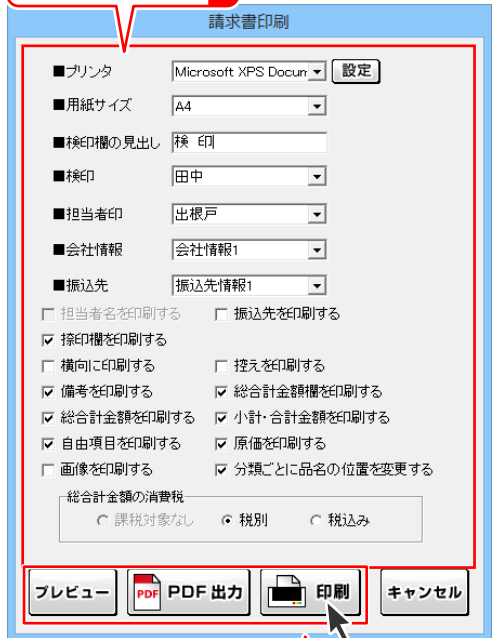 請求書印刷
■プリンタ Microsoft XPS Docum 設定
■用紙サイズ A4
■検印欄の見出し 検 印
■検印 田中
■担当者印 出根戸
■会社情報 会社情報1
■振込先 振込先情報1
担当者名を印刷する 振込先を印刷する
捺印欄を印刷する
横向に印刷する 控えを印刷する
備考を印刷する 総合計金額欄を印刷する
総合計金額を印刷する 小計・合計金額を印刷する
自由項目を印刷する 原価を印刷する
画像を印刷する 分類ごとに品名の位置を変更する
総合計金額の消費税
課税対象なし 税別 税込み
プレビュー PDF PDF 出力 印刷 キャンセル